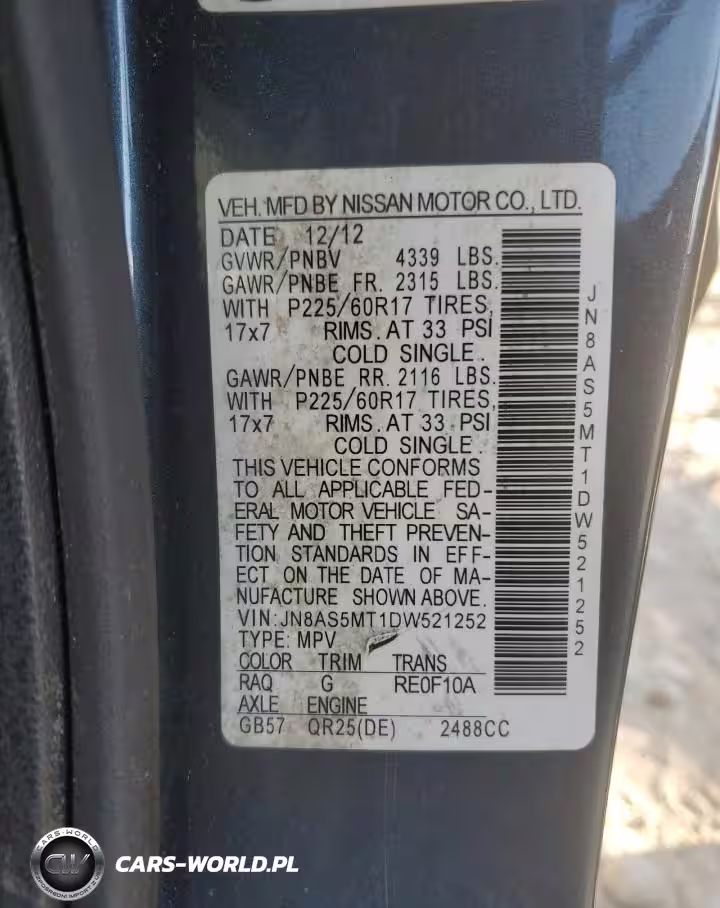 VEH. MFD BY NISSAN MOTOR CO., LTD.
DATE 12/12
GVWR/PNBV 4339 LBS.
GAWR/PNBE FR. 2315 LBS.
WITH P225/60R17 TIRES,
17x7 RIMS. AT 33 PSI
COLD SINGLE.
GAWR/PNBE RR. 2116 LBS.
WITH P225/60R17 TIRES,
17x7 RIMS. AT 33 PSI
COLD SINGLE.
THIS VEHICLE CONFORMS
TO ALL APPLICABLE FED-
ERAL MOTOR VEHICLE SA-
FETY AND THEFT PREVEN-
TION STANDARDS IN EFF-
ECT ON THE DATE OF MA-
NUFACTURE SHOWN ABOVE.
VIN: JN8AS5MT1DW521252
TYPE: MPV
COLOR TRIM TRANS
RAQ G RE0F10A
AXLE ENGINE
GB57 QR25(DE) 2488CC
JN8AS5MT1DW521252
CARS-WORLD
CW
CARS-WORLD.PL